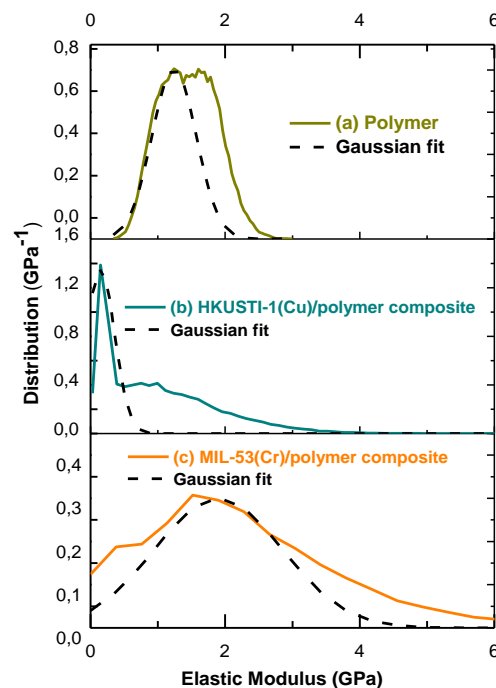 0 2 4 6
0,8
0,6
(a) Polymer
0,4
Gaussian fit
0,2
0,0
1,6
Distribution (GPa-1)
1,2
(b) HKUSTI-1(Cu)/polymer composite
Gaussian fit
0,8
0,4
0,0
0,4
(c) MIL-53(Cr)/polymer composite
Gaussian fit
0,3
0,2
0,1
0,0
0 2 4 6
Elastic Modulus (GPa)